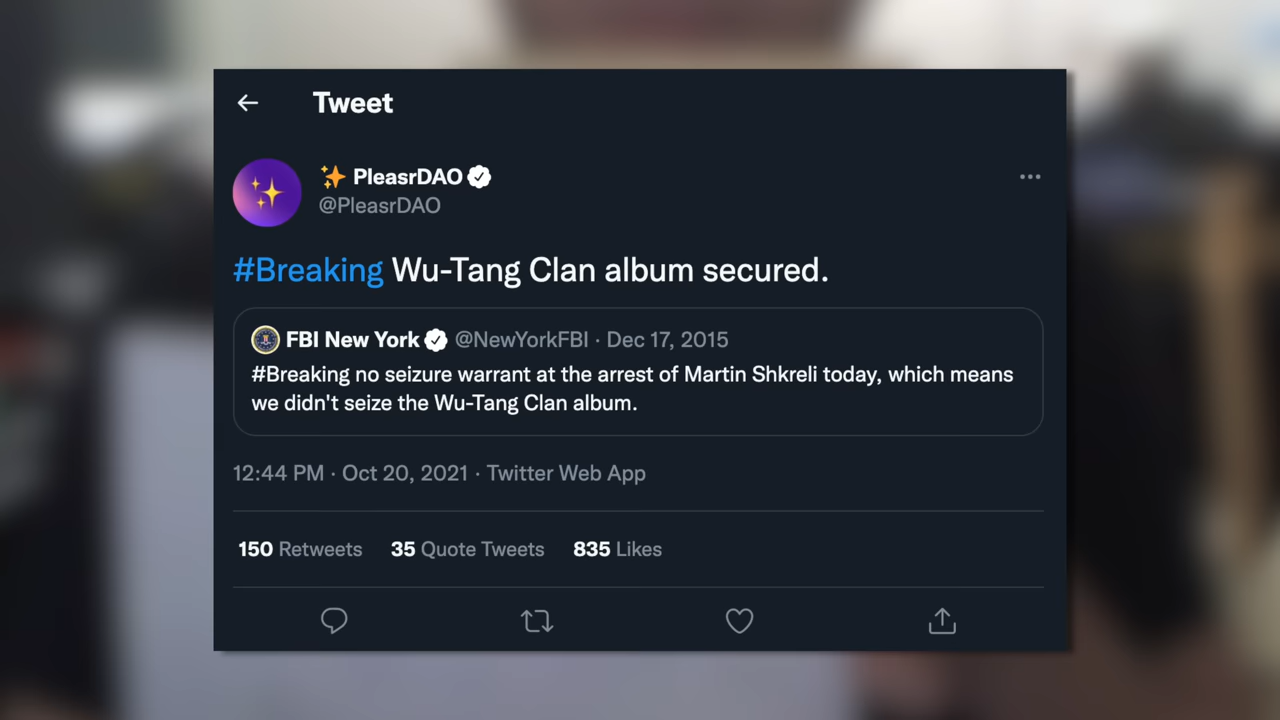 Tweet
✨ PleasrDAO
@PleasrDAO
#Breaking Wu-Tang Clan album secured.
FBI New York @NewYorkFBI · Dec 17, 2015
#Breaking no seizure warrant at the arrest of Martin Shkreli today, which means
we didn't seize the Wu-Tang Clan album.
12:44 PM · Oct 20, 2021 · Twitter Web App
150 Retweets 35 Quote Tweets 835 Likes